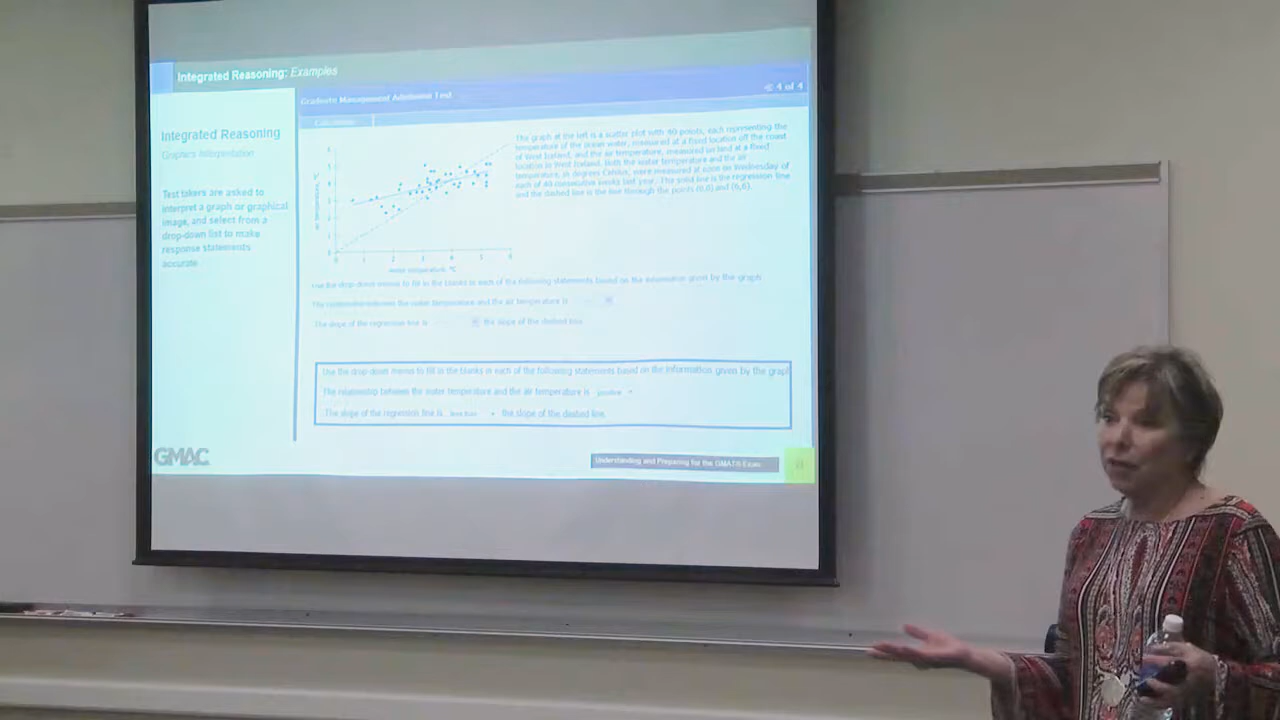 Integrated Reasoning: Examples
Graduate Management Admission Test
4 of 4
Integrated Reasoning
Graphics Interpretation
Test takers are asked to
interpret a graph or graphical
image, and select from a
drop-down list to make
response statements
accurate.
Calculator
The graph at the left is a scatter plot with 40 points, each representing the
temperature of the ocean water, measured at a fixed location off the coast
of West Iceland, and the air temperature, measured on land at a fixed
location in West Iceland. Both the water temperature and the air
temperature, in degrees Celsius, were measured at noon on Wednesday of
each of 40 consecutive weeks last year. The solid line is the regression line
and the dashed line is the line through the points (0,0) and (6,6).
air temperature, °C
water temperature, °C
Use the drop-down menus to fill in the blanks in each of the following statements based on the information given by the graph
The relationship between the water temperature and the air temperature is
The slope of the regression line is the slope of the dashed line.
Use the drop-down menus to fill in the blanks in each of the following statements based on the information given by the graph
The relationship between the water temperature and the air temperature is positive
The slope of the regression line is less than the slope of the dashed line.
GMAC
Understanding and Preparing for the GMAT® Exam